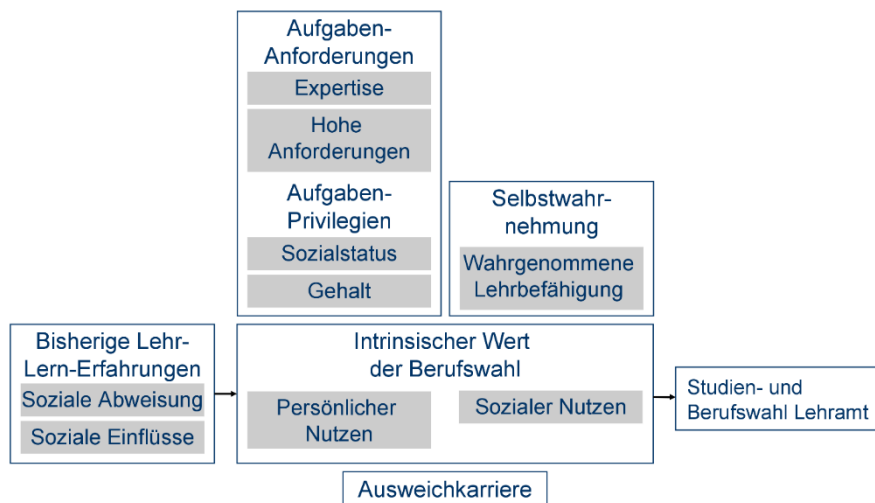 Aufgaben-
Anforderungen
Expertise
Hohe
Anforderungen
Aufgaben-
Privilegien
Sozialstatus
Gehalt
Selbstwahr-
nehmung
Wahrgenommene
Lehrbefähigung
Bisherige Lehr-
Lern-Erfahrungen
Soziale Abweisung
Soziale Einflüsse
Intrinsischer Wert
der Berufswahl
Persönlicher
Nutzen
Sozialer Nutzen
Studien- und
Berufswahl Lehramt
Ausweichkarriere